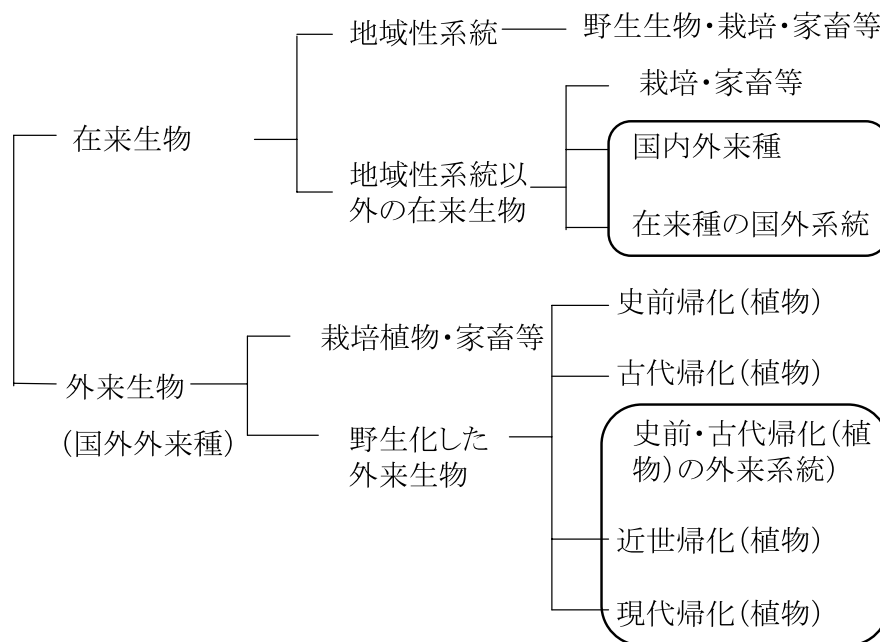 地域性系統
野生生物・栽培・家畜等
栽培・家畜等
在来生物
国内外来種
地域性系統以
外の在来生物
在来種の国外系統
史前帰化(植物)
栽培植物・家畜等
古代帰化(植物)
外来生物
(国外外来種)
野生化した
外来生物
史前・古代帰化(植
物)の外来系統)
近世帰化(植物)
現代帰化(植物)